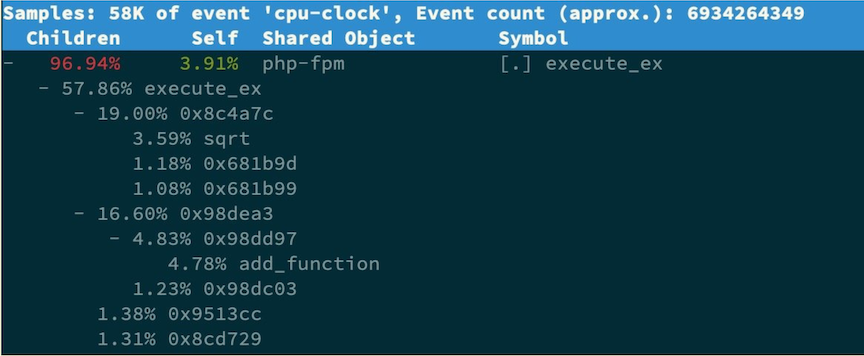 Samples: 58K of event 'cpu-clock', Event count (approx.): 6934264349
Children Self Shared Object Symbol
- 96.94% 3.91% php-fpm [.] execute_ex
- 57.86% execute_ex
- 19.00% 0x8c4a7c
3.59% sqrt
1.18% 0x681b9d
1.08% 0x681b99
- 16.60% 0x98dea3
- 4.83% 0x98dd97
4.78% add_function
1.23% 0x98dc03
1.38% 0x9513cc
1.31% 0x8cd729